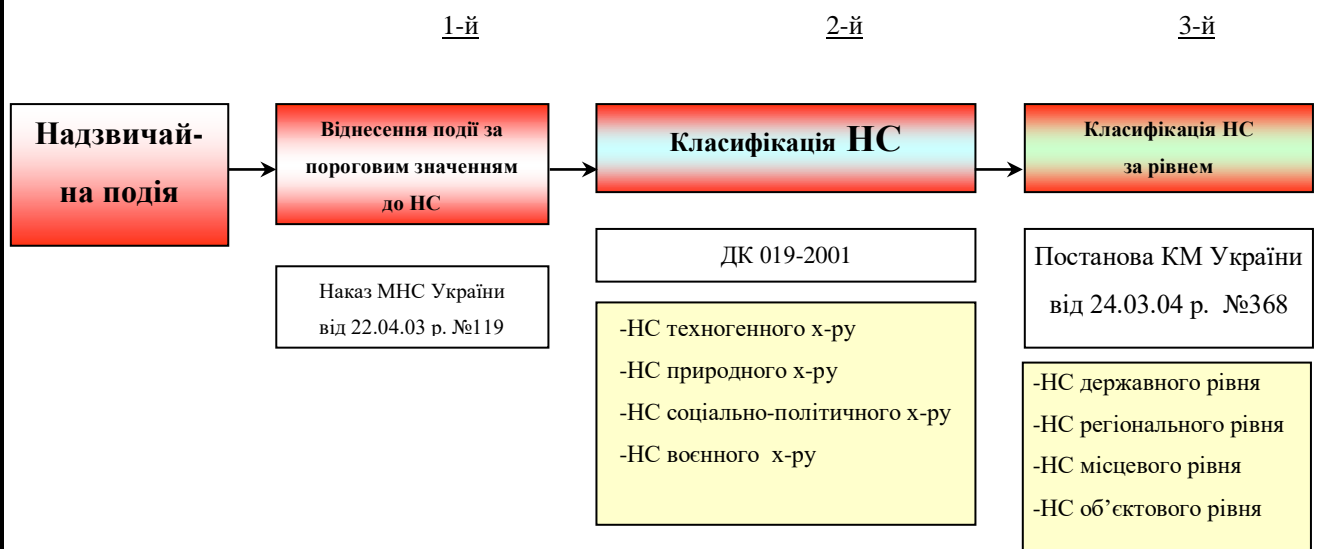 1-й
2-й
3-й
Надзвичай-
на подія
Віднесення події за
пороговим значенням
до НС
Класифікація НС
Класифікація НС
за рівнем
Наказ МНС України
від 22.04.03 р. №119
ДК 019-2001
Постанова КМ України
від 24.03.04 р. №368
-НС техногенного х-ру
-НС природного х-ру
-НС соціально-політичного х-ру
-НС воєнного х-ру
-НС державного рівня
-НС регіонального рівня
-НС місцевого рівня
-НС об’єктового рівня